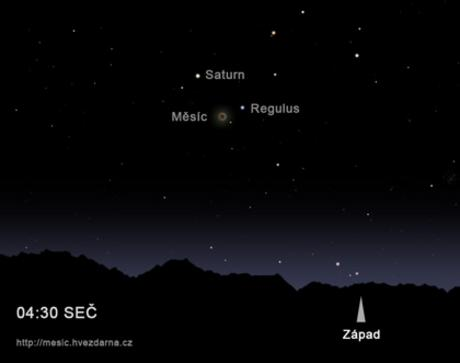 Saturn
Regulus
Měsíc
04:30 SEČ
Západ
http://mesic.hvezdarna.cz